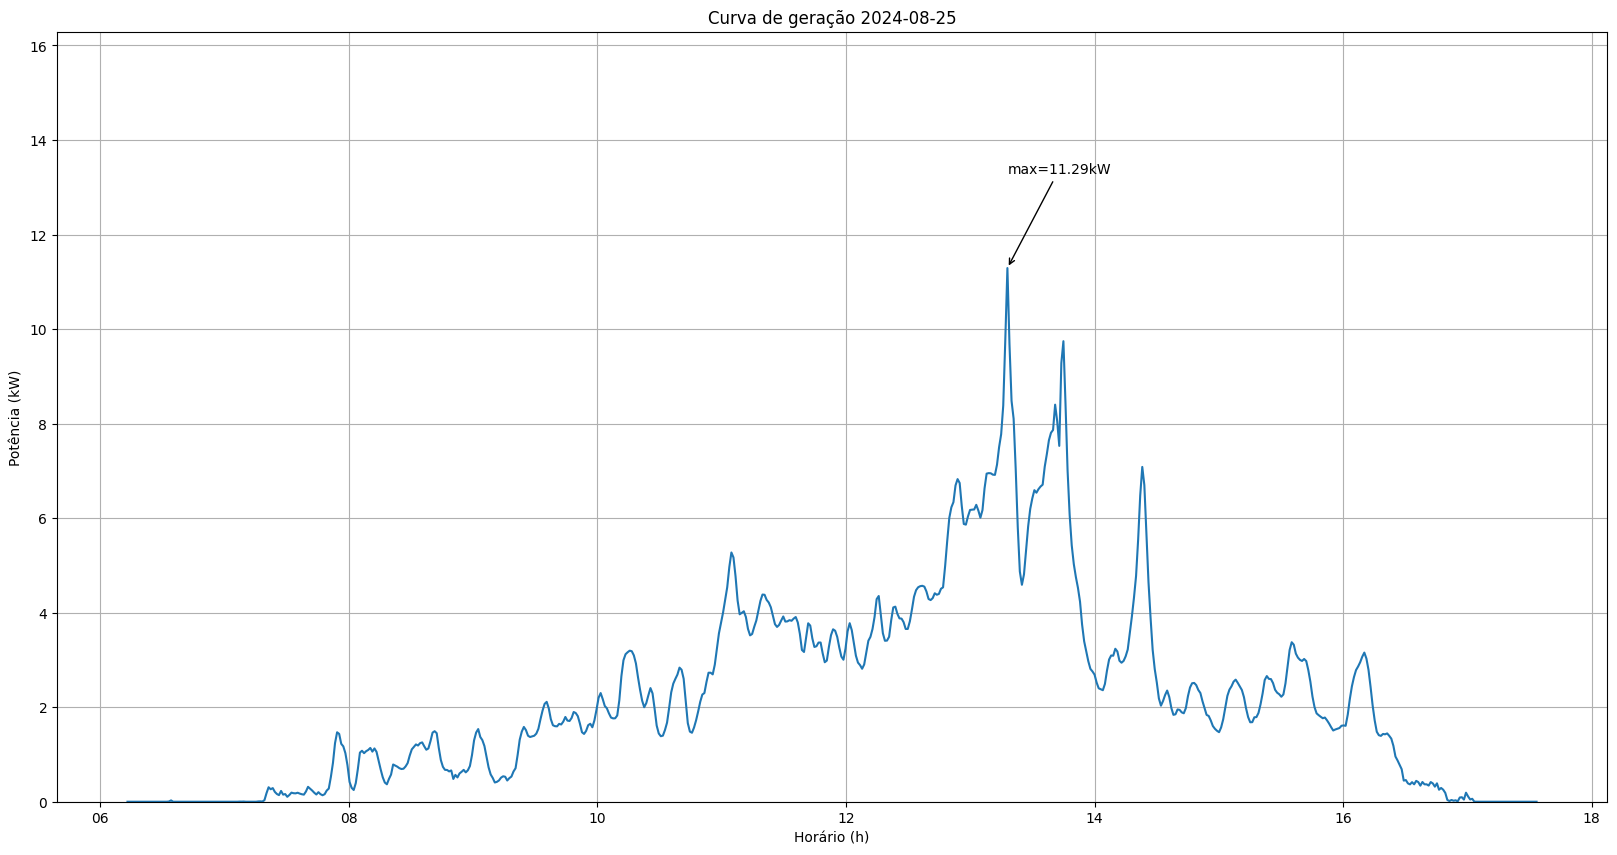 Curva de geração 2024-08-25
16
14
12
10
8
6
4
2
0
Potência (kW)
max=11.29kW
06 08 10 12 14 16 18
Horário (h)